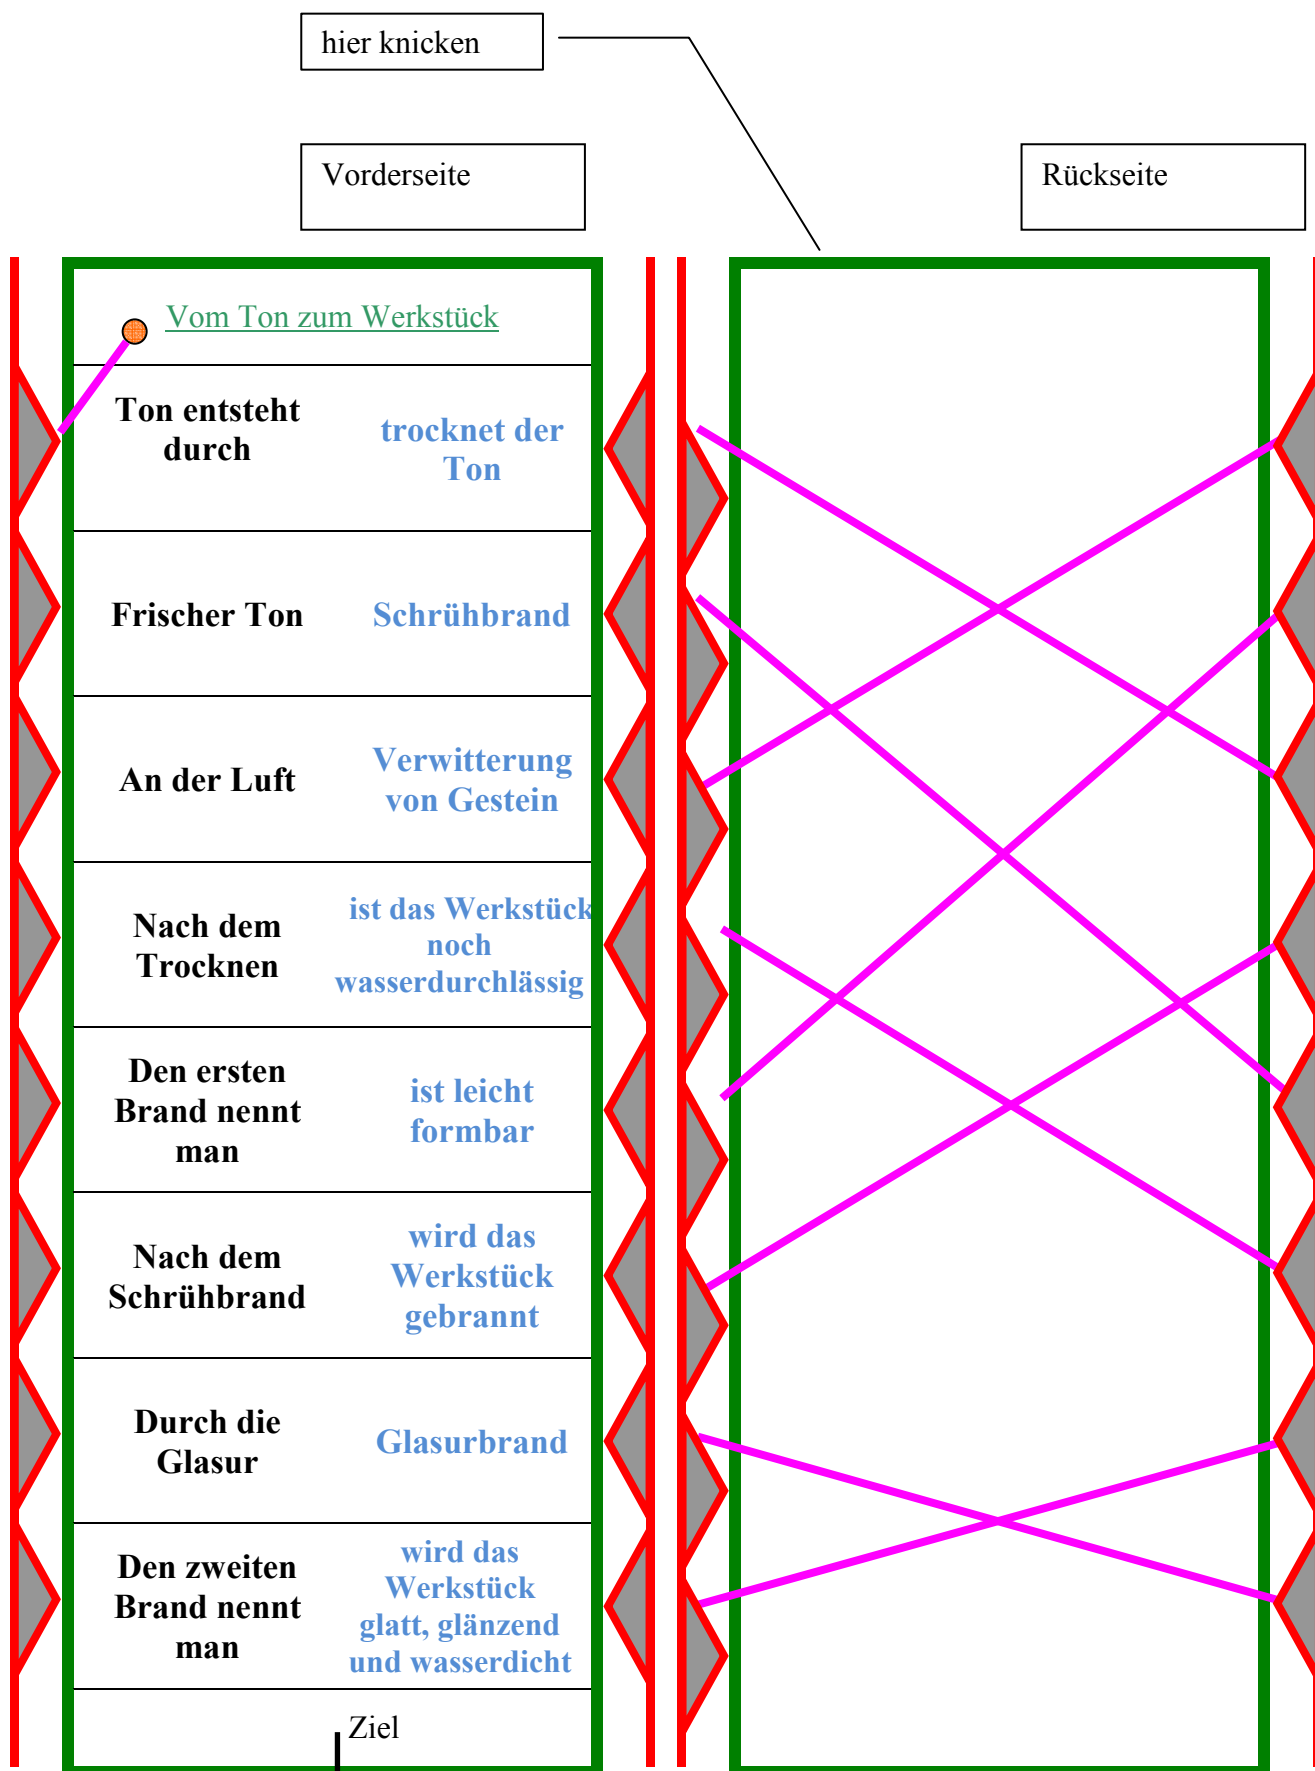 hier knicken
Vorderseite
Rückseite
Vom Ton zum Werkstück
Ton entsteht
durch
trocknet der
Ton
Frischer Ton
Schrühbrand
An der Luft
Verwitterung
von Gestein
Nach dem
Trocknen
ist das Werkstück
noch
wasserdurchlässig
Den ersten
Brand nennt
man
ist leicht
formbar
Nach dem
Schrühbrand
wird das
Werkstück
gebrannt
Durch die
Glasur
Glasurbrand
Den zweiten
Brand nennt
man
wird das
Werkstück
glatt, glänzend
und wasserdicht
Ziel